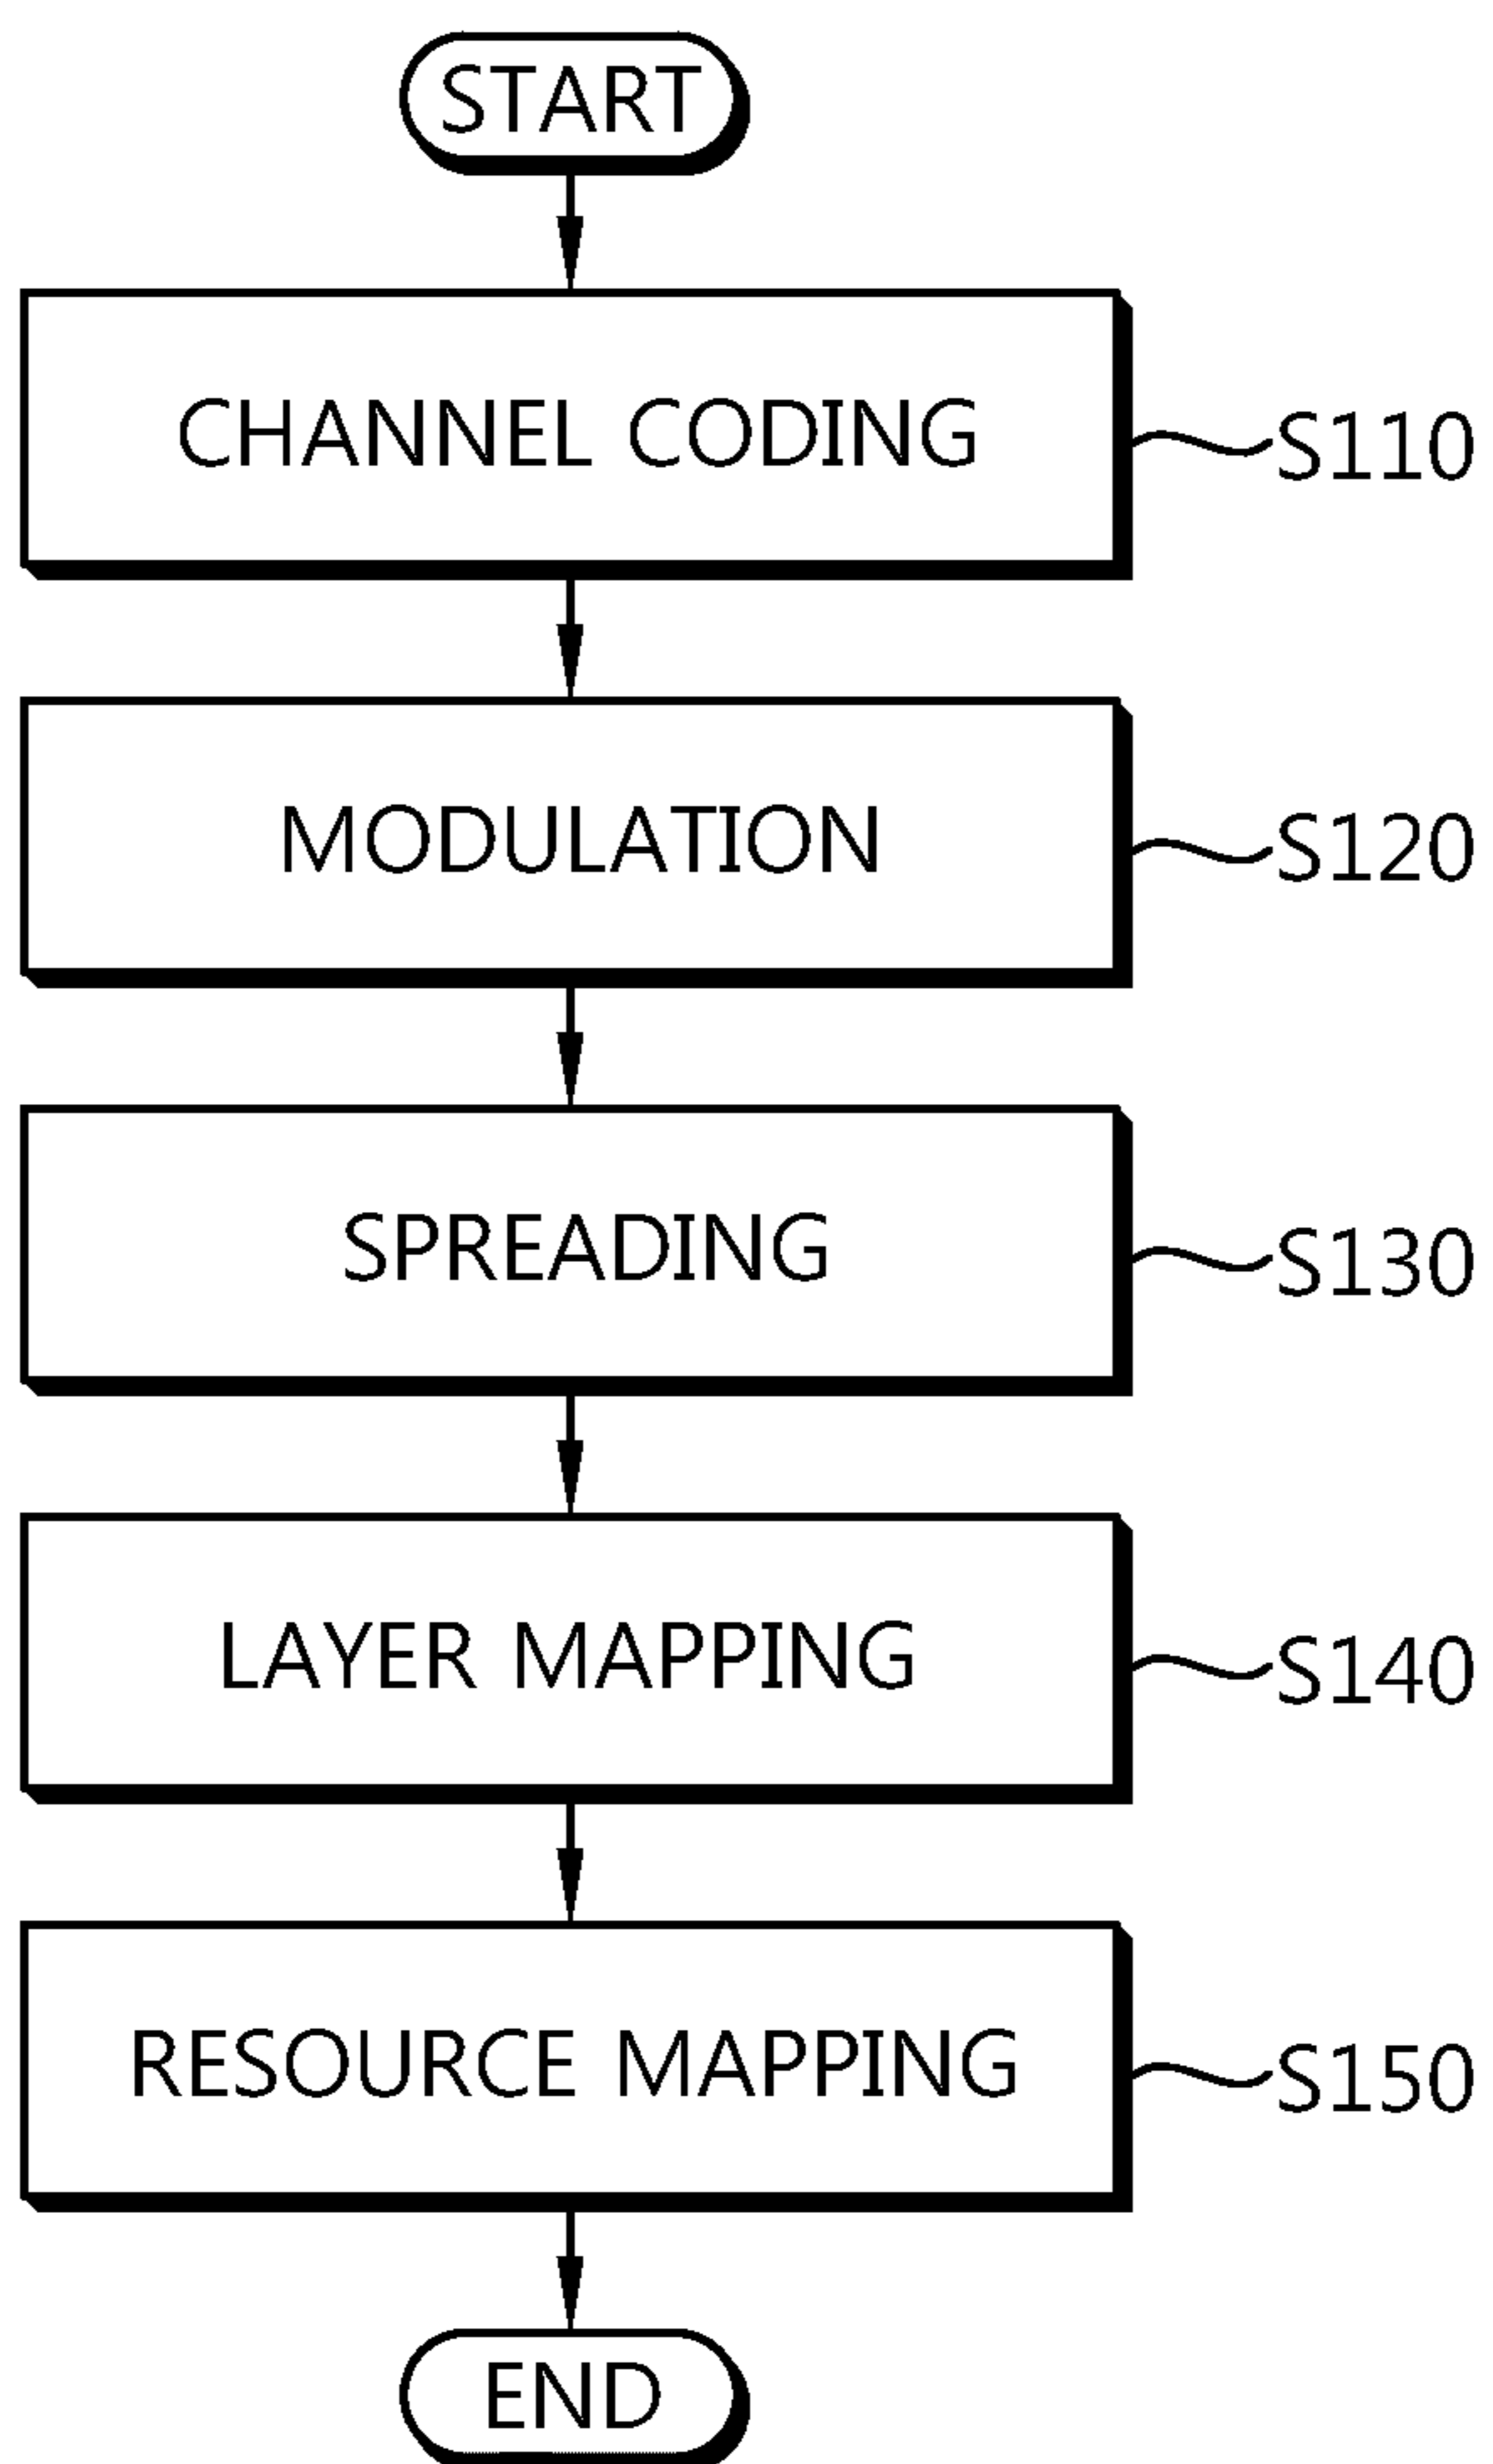 START
CHANNEL CODING
S110
MODULATION
S120
SPREADING
S130
LAYER MAPPING
S140
RESOURCE MAPPING
S150
END